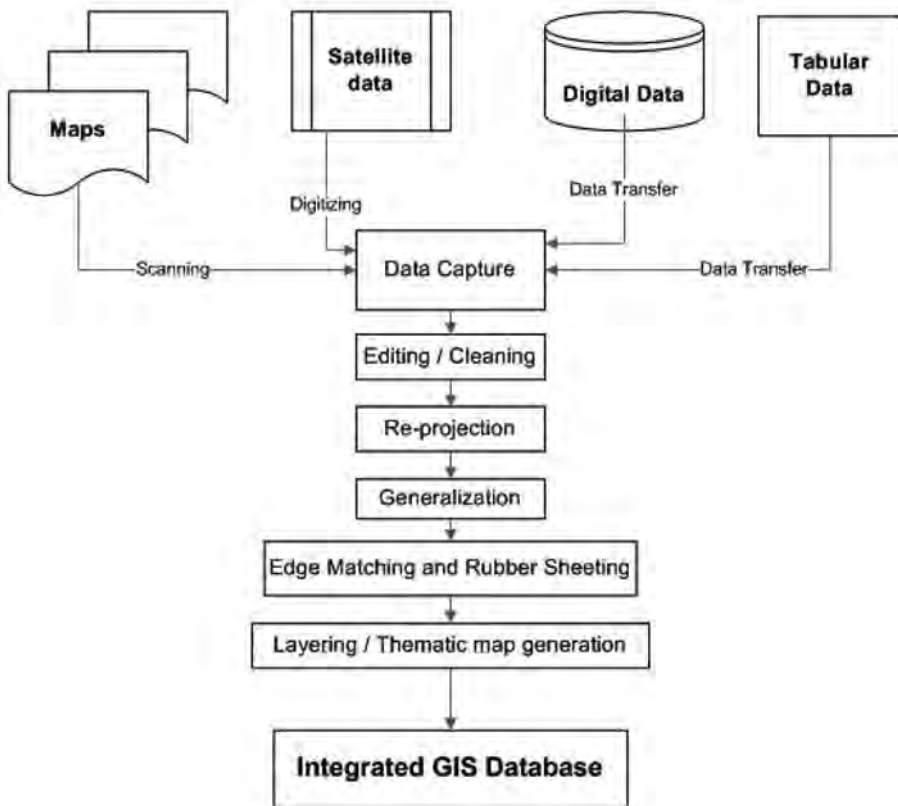 Maps
Satellite
data
Digital Data
Tabular
Data
Digitizing
Data Transfer
Scanning
Data Capture
Data Transfer
Editing / Cleaning
Re-projection
Generalization
Edge Matching and Rubber Sheeting
Layering / Thematic map generation
Integrated GIS Database